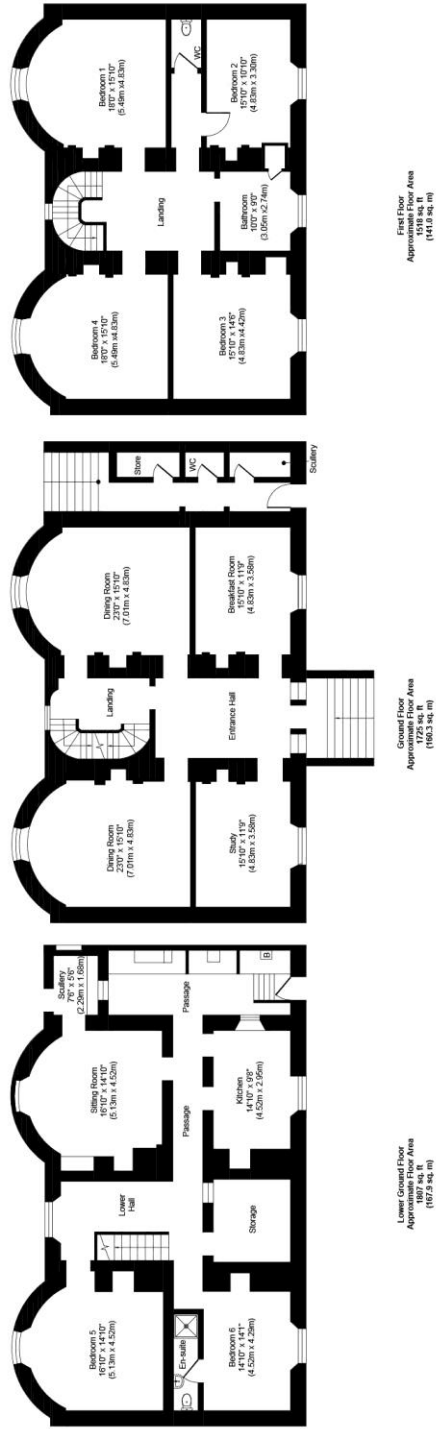 Bedroom 5
16'10" x 14'10"
(5.13m x 4.52m)
Lower
Hall
Sitting Room
16'10" x 14'10"
(5.13m x 4.52m)
Scullery
7'6" x 5'6"
(2.29m x 1.68m)
En-suite
Passage
Passage
Bedroom 6
14'10" x 14'1"
(4.52m x 4.29m)
Storage
Kitchen
14'10" x 9'8"
(4.52m x 2.95m)
B
Lower Ground Floor
Approximate Floor Area
1807 sq. ft
(167.9 sq. m)
Dining Room
23'0" x 15'10"
(7.01m x 4.83m)
Landing
Dining Room
23'0" x 15'10"
(7.01m x 4.83m)
Store
WC
Scullery
Study
15'10" x 11'9"
(4.83m x 3.58m)
Entrance Hall
Breakfast Room
15'10" x 11'9"
(4.83m x 3.58m)
Ground Floor
Approximate Floor Area
1725 sq. ft
(160.3 sq. m)
Bedroom 4
18'0" x 15'10"
(5.49m x4.83m)
Landing
Bedroom 1
18'0" x 15'10"
(5.49m x4.83m)
WC
Bedroom 3
15'10" x 14'6"
(4.83m x4.42m)
Bathroom
10'0" x 9'0"
(3.05m x2.74m)
Bedroom 2
15'10" x 10'10"
(4.83m x 3.30m)
First Floor
Approximate Floor Area
1518 sq. ft
(141.0 sq. m)